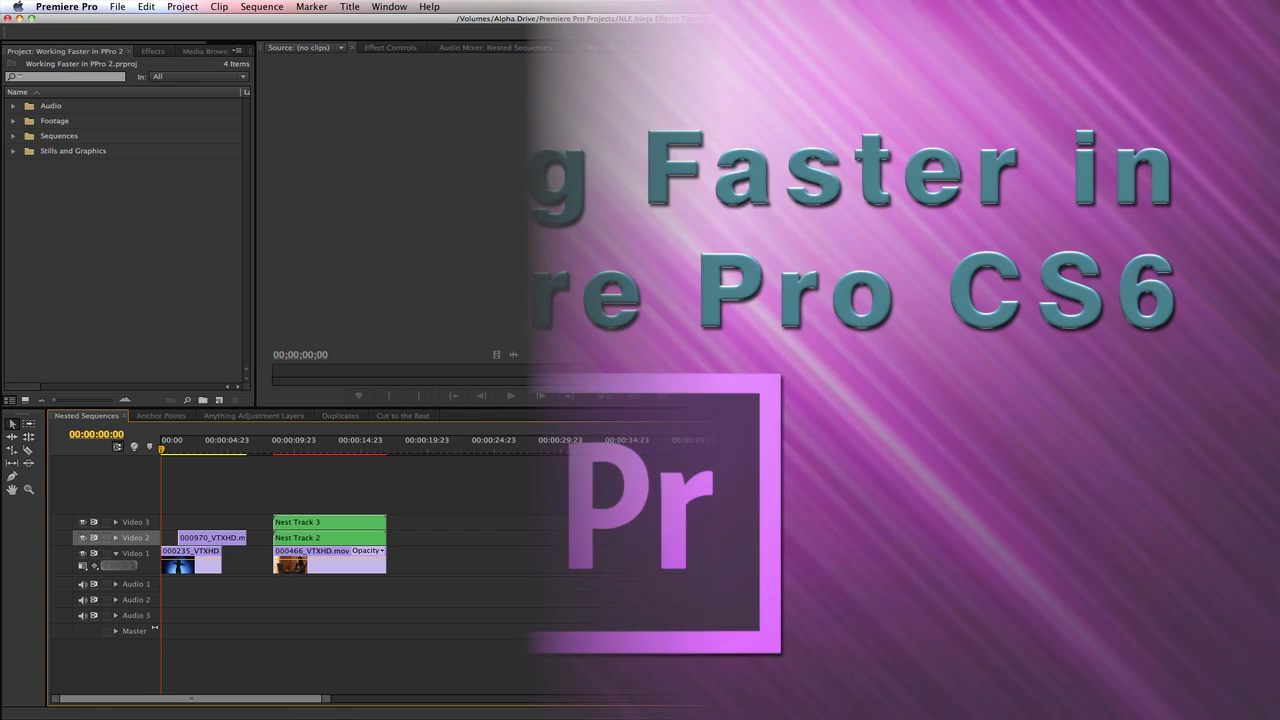 Premiere Pro File Edit Project Clip Sequence Marker Title Window Help
/Volumes/Alpha Drive/Premiere Pro Projects/NLE Ninja Effects
Project: Working Faster in PPro 2 Effects Media Brows
Working Faster in PPro 2.prproj 4 Items
In: All
Name
Audio
Footage
Sequences
Stills and Graphics
Source: (no clips) Effect Controls Audio Mixer: Nested Sequences
00;00;00;00
g Faster in
re Pro CS6
Pr
Nested Sequences Anchor Points Anything Adjustment Layers Duplicates Cut to the Beat
00:00:00:00
00:00 00:00:04:23 00:00:09:23 00:00:14:23 00:00:19:23 00:00:24:23 00:00:29:23 00:00:34:23
Video 3 Nest Track 3
Video 2 000970_VTXHD.m Nest Track 2
Video 1 000235_VTXHD. 000466_VTXHD.mov Opacity
Audio 1
Audio 2
Audio 3
Master